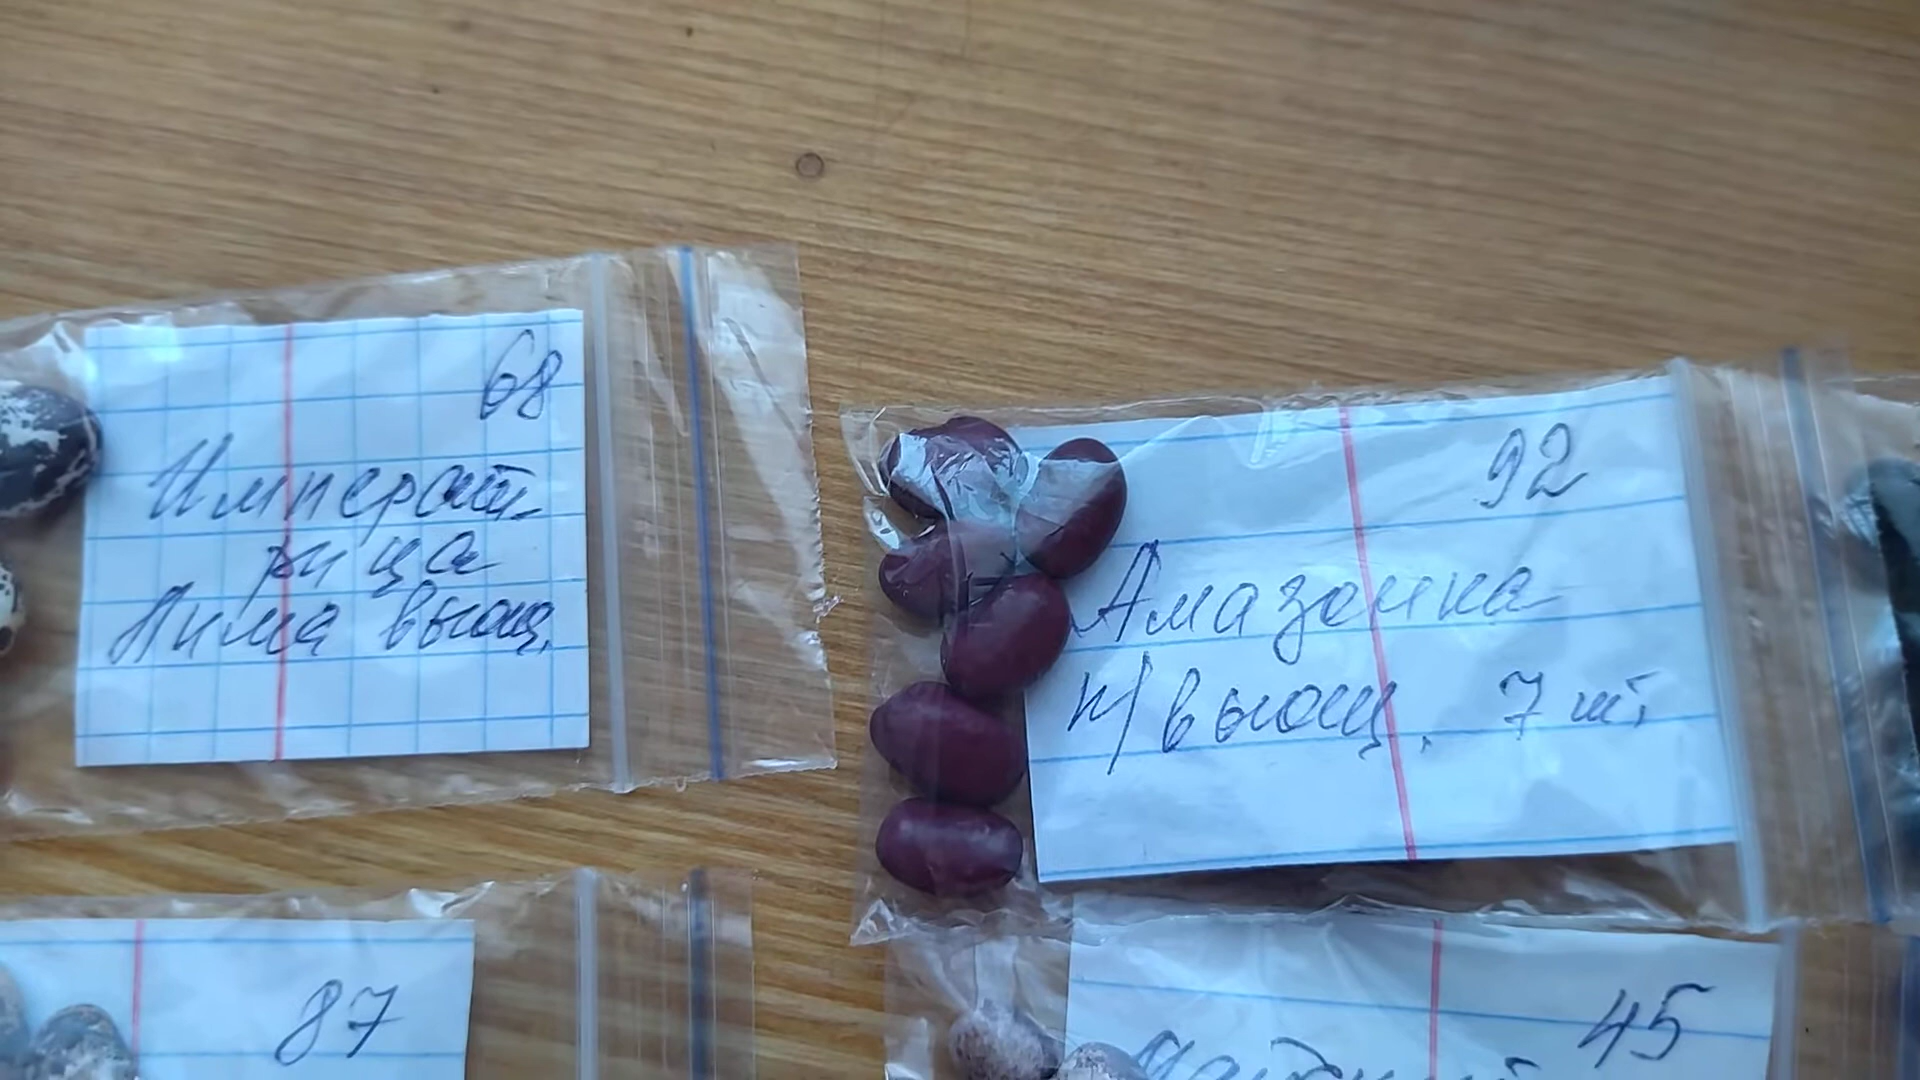 68
Императ-
рица
Лима вьющ.
92
Амазонка
п/вьющ. 7 шт.
87
45